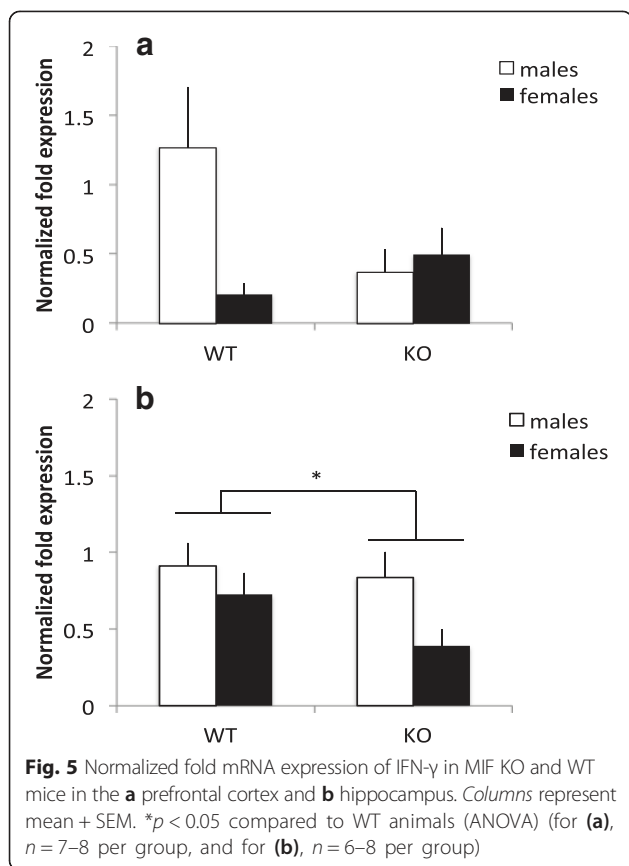 a
2
1.5
1
0.5
0
Normalized fold expression
males
females
WT KO
b
2
1.5
1
0.5
0
Normalized fold expression
males
females
*
WT KO
Fig. 5 Normalized fold mRNA expression of IFN-γ in MIF KO and WT
mice in the a prefrontal cortex and b hippocampus. Columns represent
mean + SEM. *p < 0.05 compared to WT animals (ANOVA) (for (a),
n = 7–8 per group, and for (b), n = 6–8 per group)